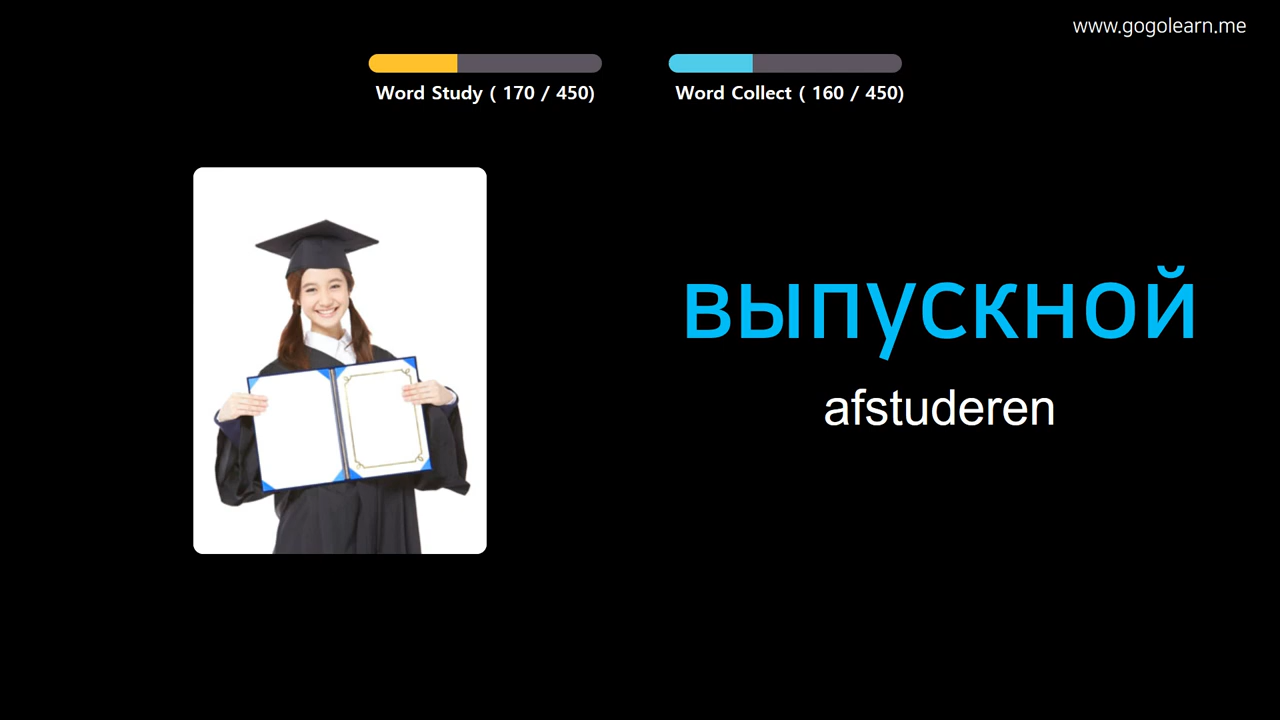 www.gogolearn.me
Word Study ( 170 / 450)
Word Collect ( 160 / 450)
выпускной
afstuderen